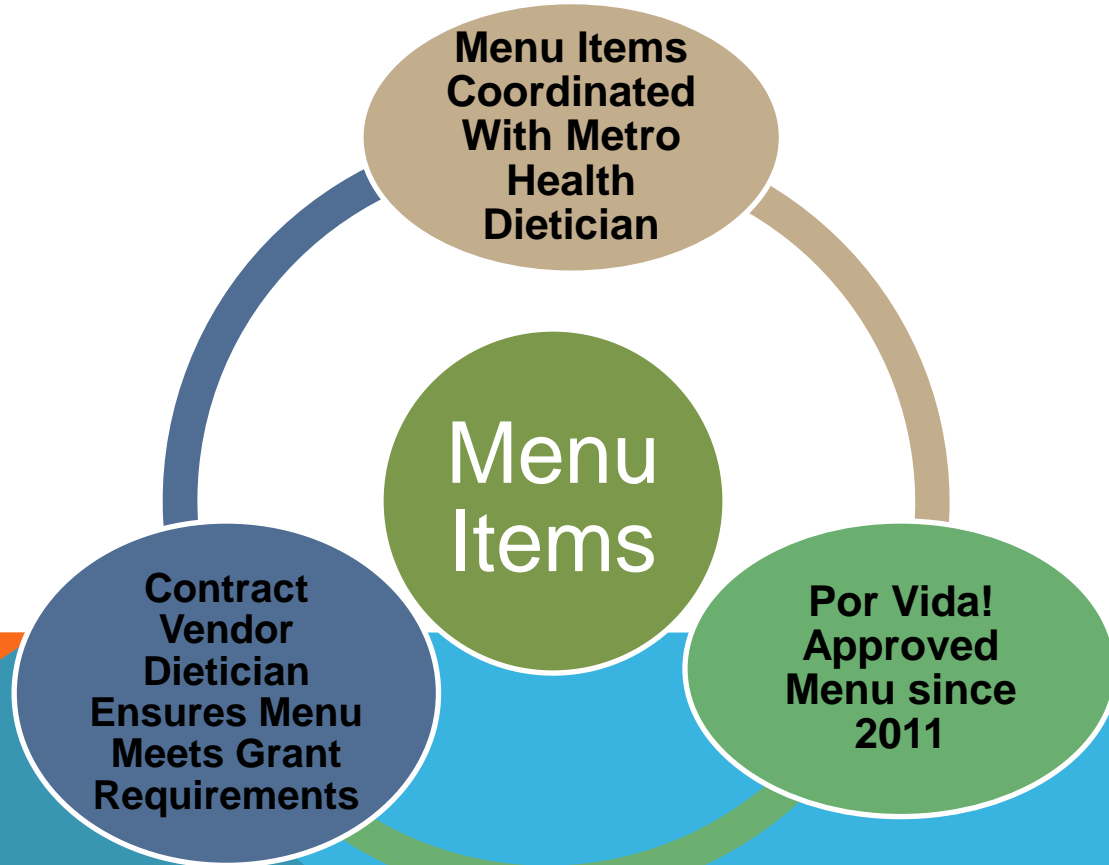 Menu Items
Coordinated
With Metro
Health
Dietician
Menu
Items
Contract
Vendor
Dietician
Ensures Menu
Meets Grant
Requirements
Por Vida!
Approved
Menu since
2011